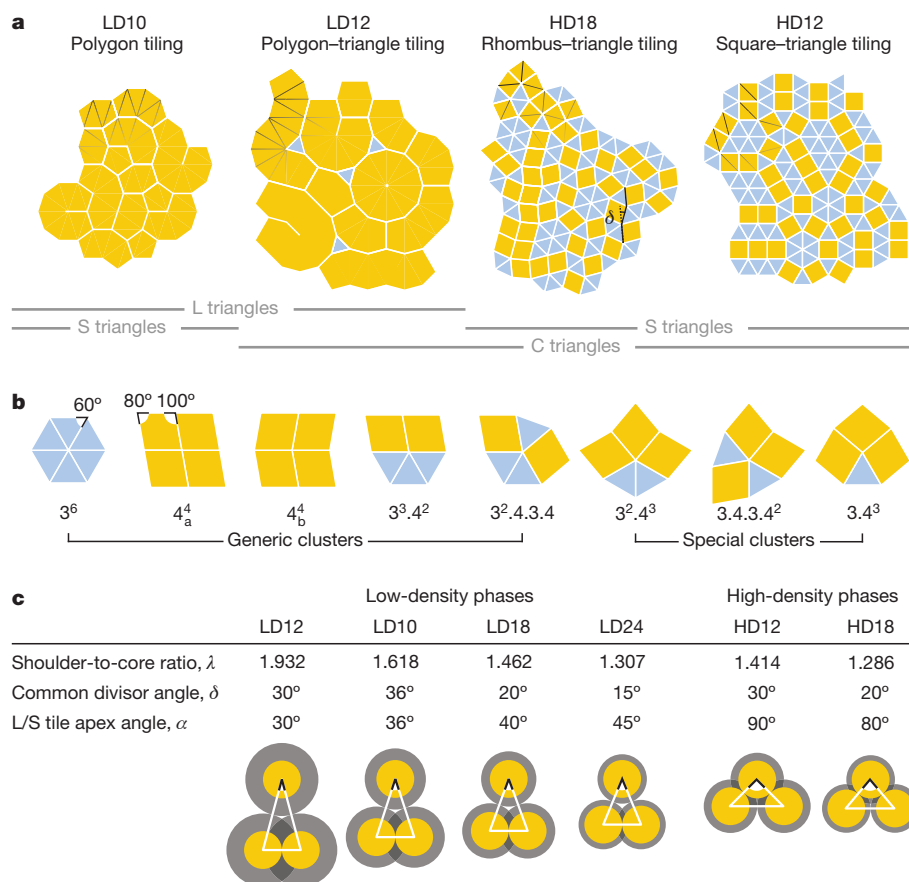 a
LD10 LD12 HD18 HD12
Polygon tiling Polygon–triangle tiling Rhombus–triangle tiling Square–triangle tiling
δ
L triangles
S triangles S triangles
C triangles
b
60º 80º 100º
3⁶ 4⁴ₐ 4⁴_b 3³.4² 3².4.3.4 3².4³ 3.4.3.4² 3.4³
Generic clusters Special clusters
c
Low-density phases High-density phases
LD12 LD10 LD18 LD24 HD12 HD18
Shoulder-to-core ratio, λ 1.932 1.618 1.462 1.307 1.414 1.286
Common divisor angle, δ 30º 36º 20º 15º 30º 20º
L/S tile apex angle, α 30º 36º 40º 45º 90º 80º